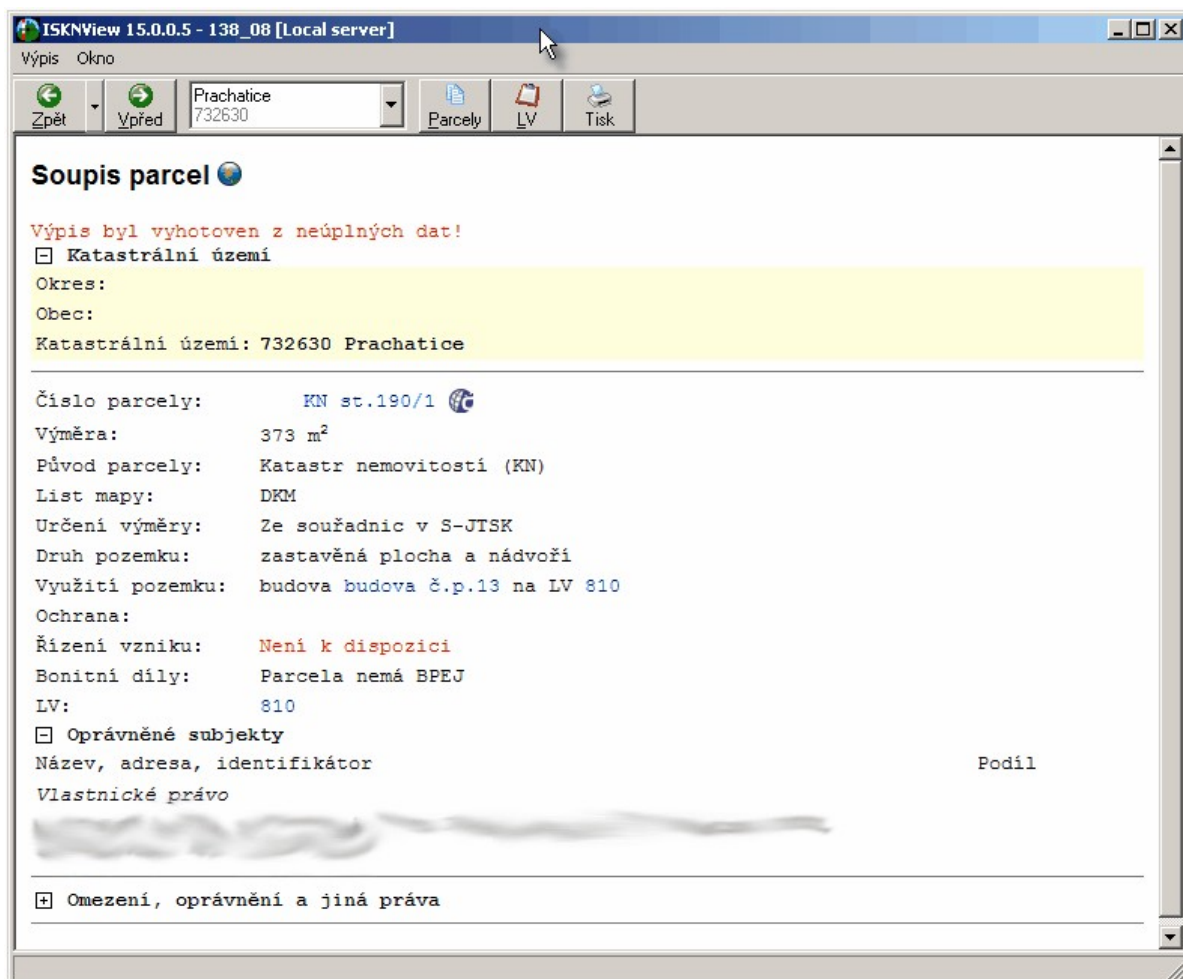 ISKNView 15.0.0.5 - 138_08 [Local server]
Výpis Okno
Zpět Vpřed Prachatice 732630 Parcely LV Tisk
Soupis parcel
Výpis byl vyhotoven z neúplných dat!
Katastrální území
Okres:
Obec:
Katastrální území: 732630 Prachatice
Číslo parcely: KN st.190/1
Výměra: 373 m²
Původ parcely: Katastr nemovitostí (KN)
List mapy: DKM
Určení výměry: Ze souřadnic v S-JTSK
Druh pozemku: zastavěná plocha a nádvoří
Využití pozemku: budova budova č.p.13 na LV 810
Ochrana:
Řízení vzniku: Není k dispozici
Bonitní díly: Parcela nemá BPEJ
LV: 810
Oprávněné subjekty
Název, adresa, identifikátor Podíl
Vlastnické právo
Omezení, oprávnění a jiná práva